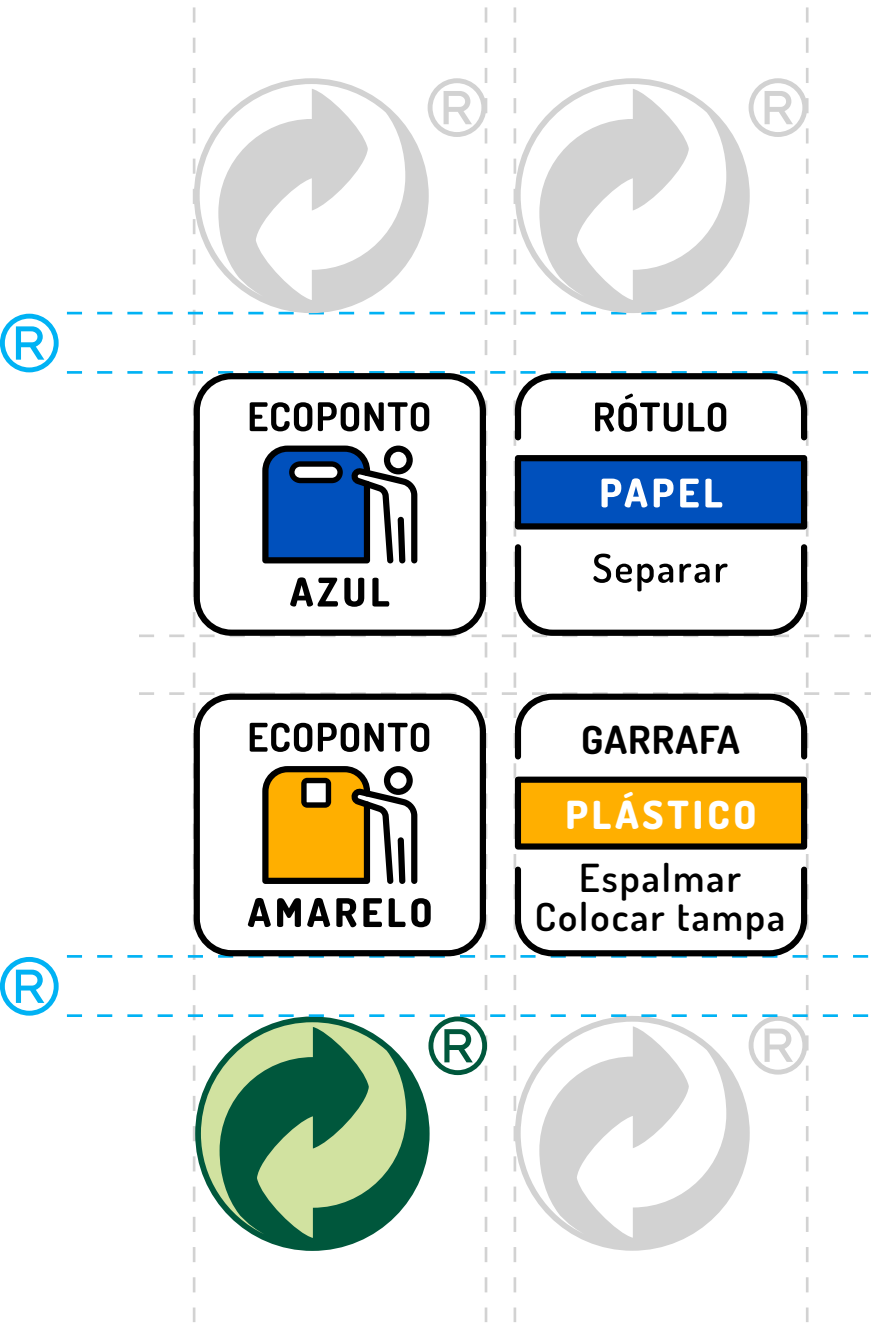 ®
®
®
ECOPONTO
AZUL
RÓTULO
PAPEL
Separar
ECOPONTO
AMARELO
GARRAFA
PLÁSTICO
Espalmar
Colocar tampa
®
®
®